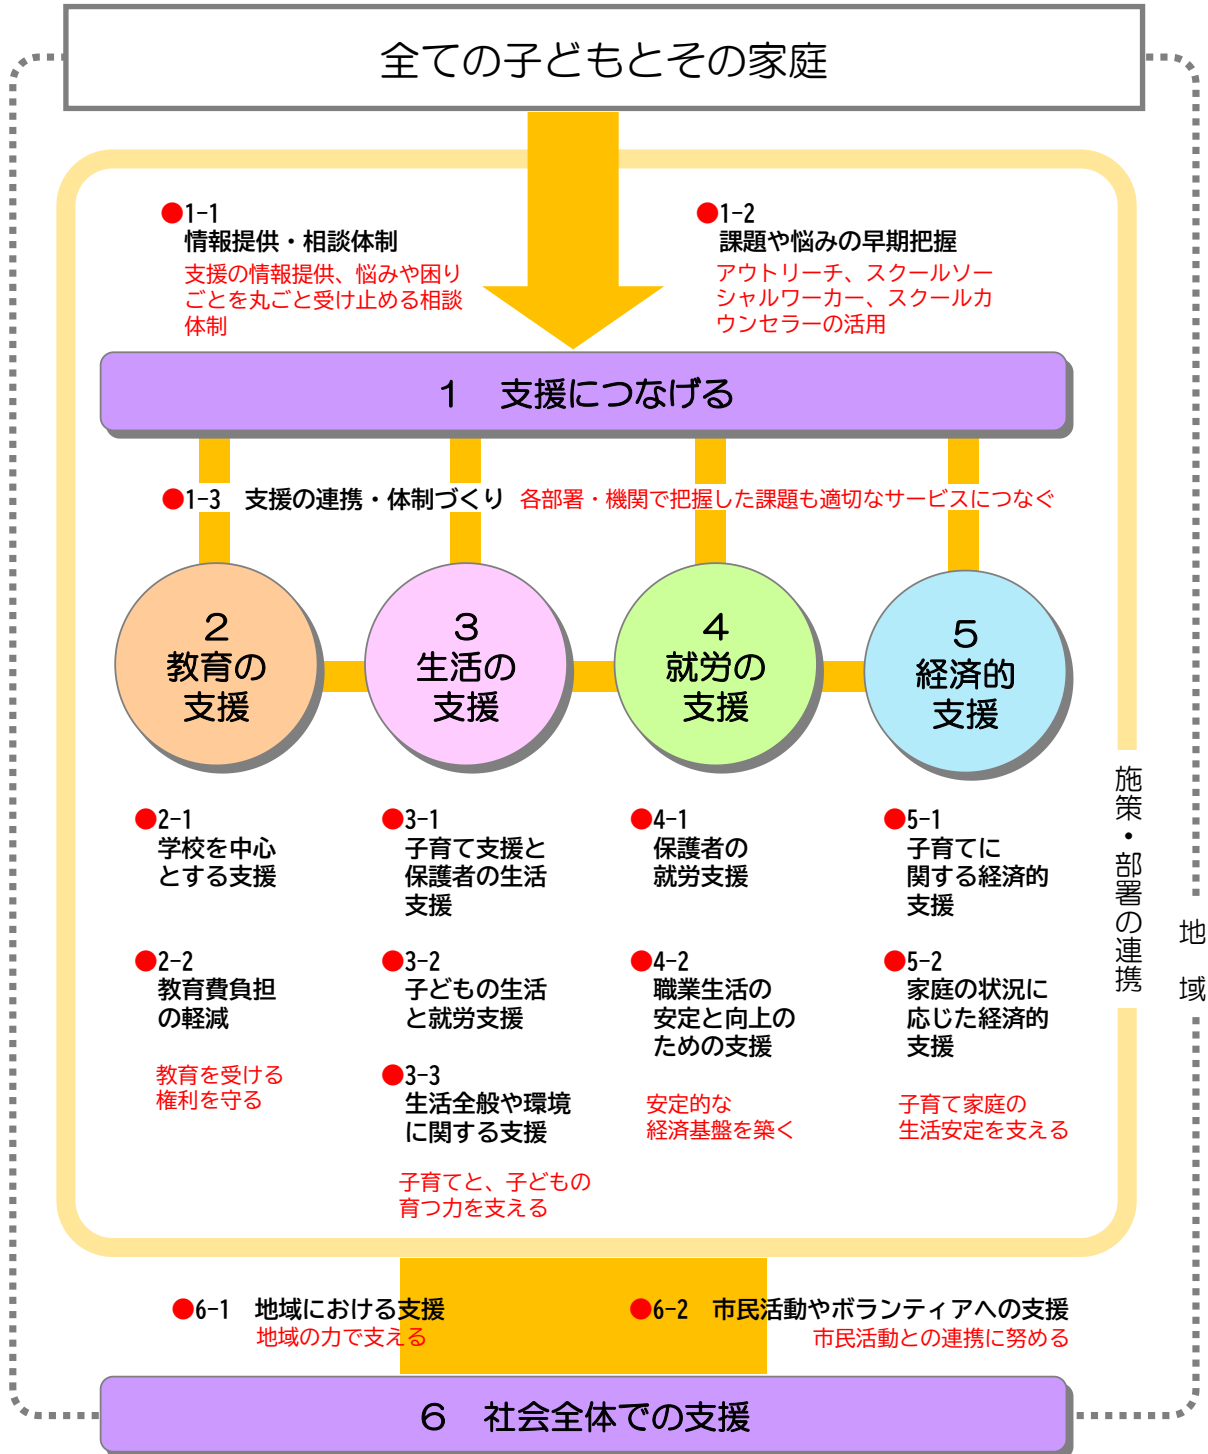 全ての子どもとその家庭
●1-1
情報提供・相談体制
支援の情報提供、悩みや困り
ごとを丸ごと受け止める相談
体制
●1-2
課題や悩みの早期把握
アウトリーチ、スクールソー
シャルワーカー、スクールカ
ウンセラーの活用
1　支援につなげる
●1-3　支援の連携・体制づくり　各部署・機関で把握した課題も適切なサービスにつなぐ
2
教育の
支援
3
生活の
支援
4
就労の
支援
5
経済的
支援
●2-1
学校を中心
とする支援
●2-2
教育費負担
の軽減
教育を受ける
権利を守る
●3-1
子育て支援と
保護者の生活
支援
●3-2
子どもの生活
と就労支援
●3-3
生活全般や環境
に関する支援
子育てと、子どもの
育つ力を支える
●4-1
保護者の
就労支援
●4-2
職業生活の
安定と向上の
ための支援
安定的な
経済基盤を築く
●5-1
子育てに
関する経済的
支援
●5-2
家庭の状況に
応じた経済的
支援
子育て家庭の
生活安定を支える
施策・部署の連携
地域
●6-1　地域における支援
地域の力で支える
●6-2　市民活動やボランティアへの支援
市民活動との連携に努める
6　社会全体での支援